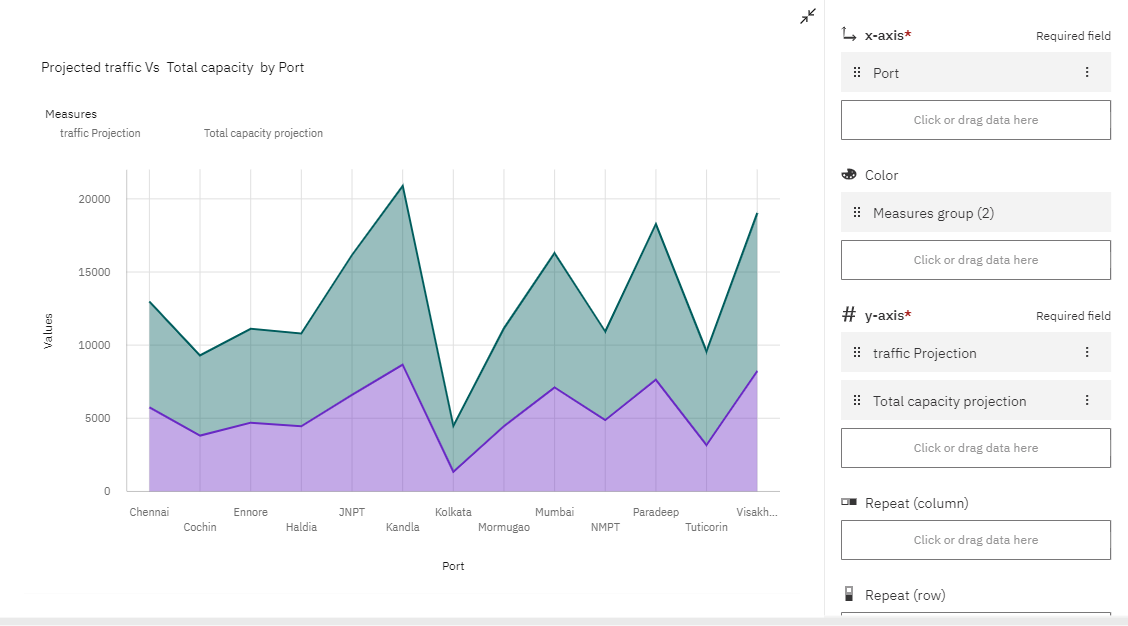 Projected traffic Vs Total capacity by Port
Measures
traffic Projection Total capacity projection
Values
20000
15000
10000
5000
0
Chennai Cochin Ennore Haldia JNPT Kandla Kolkata Mormugao Mumbai NMPT Paradeep Tuticorin Visakh...
Port
x-axis* Required field
Port
Click or drag data here
Color
Measures group (2)
Click or drag data here
# y-axis* Required field
traffic Projection
Total capacity projection
Click or drag data here
Repeat (column)
Click or drag data here
Repeat (row)